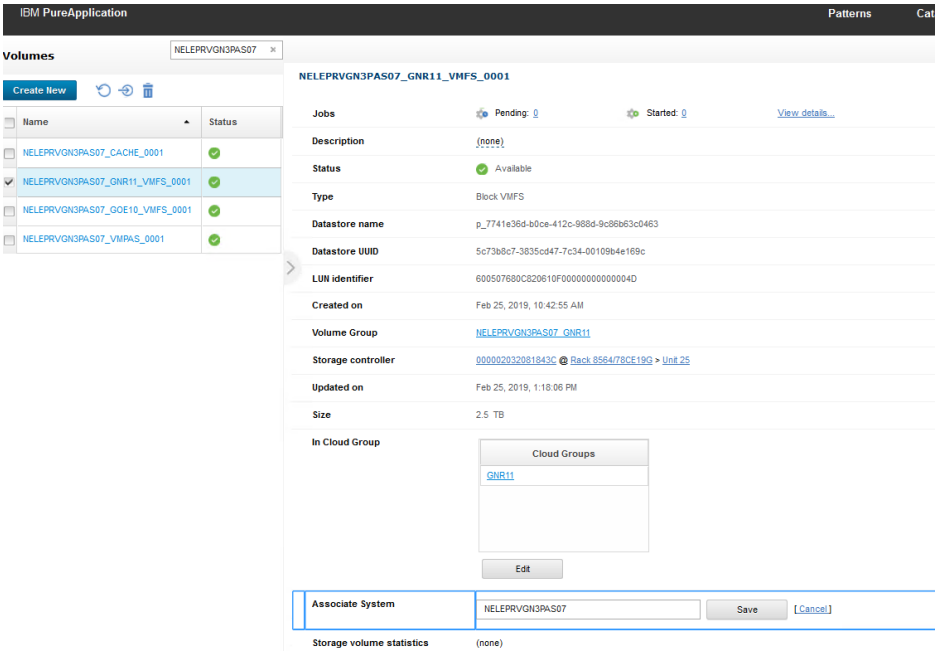 IBM PureApplication
Patterns Cat
Volumes
NELEPRVGN3PAS07 ×
NELEPRVGN3PAS07_GNR11_VMFS_0001
Create New
Name Status
NELEPRVGN3PAS07_CACHE_0001
NELEPRVGN3PAS07_GNR11_VMFS_0001
NELEPRVGN3PAS07_GOE10_VMFS_0001
NELEPRVGN3PAS07_VMPAS_0001
Jobs Pending: 0 Started: 0 View details...
Description (none)
Status Available
Type Block VMFS
Datastore name p_7741e36d-b0ce-412c-988d-9c86b63c0463
Datastore UUID 5c73b8c7-3835cd47-7c34-00109b4e169c
LUN identifier 600507680C820610F00000000000004D
Created on Feb 25, 2019, 10:42:55 AM
Volume Group NELEPRVGN3PAS07_GNR11
Storage controller 000002032081843C @ Rack 8564/78CE19G > Unit 25
Updated on Feb 25, 2019, 1:18:06 PM
Size 2.5 TB
In Cloud Group
Cloud Groups
GNR11
Edit
Associate System NELEPRVGN3PAS07 Save [ Cancel ]
Storage volume statistics (none)